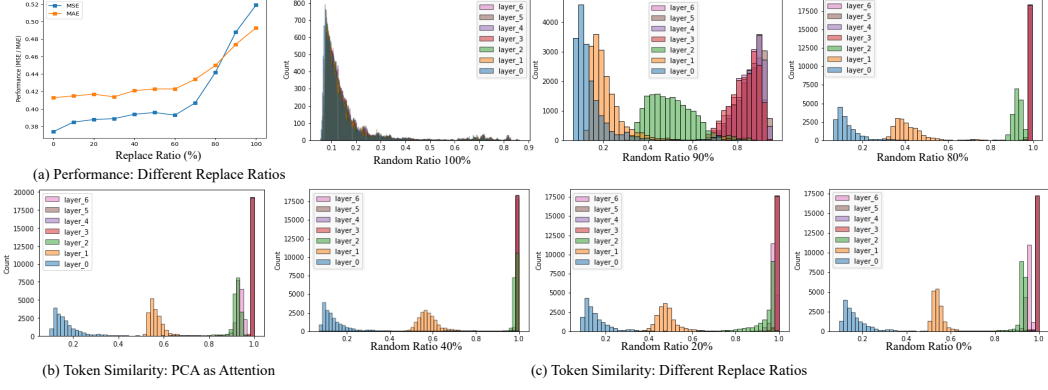 MSE
MAE
0.52
0.50
0.48
0.46
0.44
0.42
0.40
0.38
Performance (MSE / MAE)
0 20 40 60 80 100
Replace Ratio (%)
(a) Performance: Different Replace Ratios
800
700
600
500
400
300
200
100
0
Count
layer_6
layer_5
layer_4
layer_3
layer_2
layer_1
layer_0
0.1 0.2 0.3 0.4 0.5 0.6 0.7 0.8 0.9
Random Ratio 100%
4000
3000
2000
1000
0
Count
layer_6
layer_5
layer_4
layer_3
layer_2
layer_1
layer_0
0.2 0.4 0.6 0.8
Random Ratio 90%
17500
15000
12500
10000
7500
5000
2500
0
Count
layer_6
layer_5
layer_4
layer_3
layer_2
layer_1
layer_0
0.2 0.4 0.6 0.8 1.0
Random Ratio 80%
20000
17500
15000
12500
10000
7500
5000
2500
0
Count
layer_6
layer_5
layer_4
layer_3
layer_2
layer_1
layer_0
0.2 0.4 0.6 0.8 1.0
(b) Token Similarity: PCA as Attention
17500
15000
12500
10000
7500
5000
2500
0
Count
layer_6
layer_5
layer_4
layer_3
layer_2
layer_1
layer_0
0.2 0.4 0.6 0.8 1.0
Random Ratio 40%
17500
15000
12500
10000
7500
5000
2500
0
Count
layer_6
layer_5
layer_4
layer_3
layer_2
layer_1
layer_0
0.2 0.4 0.6 0.8 1.0
Random Ratio 20%
17500
15000
12500
10000
7500
5000
2500
0
Count
layer_6
layer_5
layer_4
layer_3
layer_2
layer_1
layer_0
0.2 0.4 0.6 0.8 1.0
Random Ratio 0%
(c) Token Similarity: Different Replace Ratios